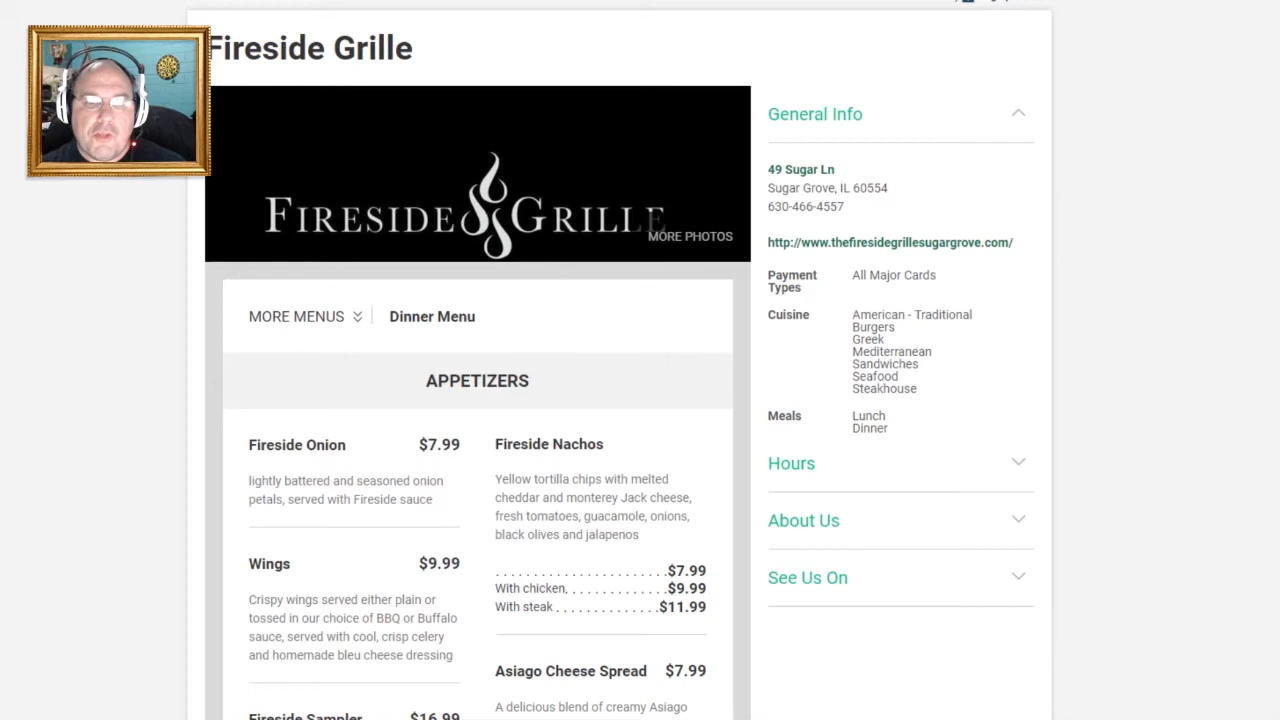 Fireside Grille
FIRESIDE GRILLE
MORE PHOTOS
MORE MENUS
Dinner Menu
APPETIZERS
Fireside Onion $7.99
lightly battered and seasoned onion
petals, served with Fireside sauce
Wings $9.99
Crispy wings served either plain or
tossed in our choice of BBQ or Buffalo
sauce, served with cool, crisp celery
and homemade bleu cheese dressing
Fireside Sampler $16.99
Fireside Nachos
Yellow tortilla chips with melted
cheddar and monterey Jack cheese,
fresh tomatoes, guacamole, onions,
black olives and jalapenos
. . . . . . . . . . . . . . . . . . . . . . .$7.99
With chicken. . . . . . . . . . . . . .$9.99
With steak . . . . . . . . . . . . . .$11.99
Asiago Cheese Spread $7.99
A delicious blend of creamy Asiago
General Info
49 Sugar Ln
Sugar Grove, IL 60554
630-466-4557
http://www.thefiresidegrillesugargrove.com/
Payment All Major Cards
Types
Cuisine American - Traditional
Burgers
Greek
Mediterranean
Sandwiches
Seafood
Steakhouse
Meals Lunch
Dinner
Hours
About Us
See Us On